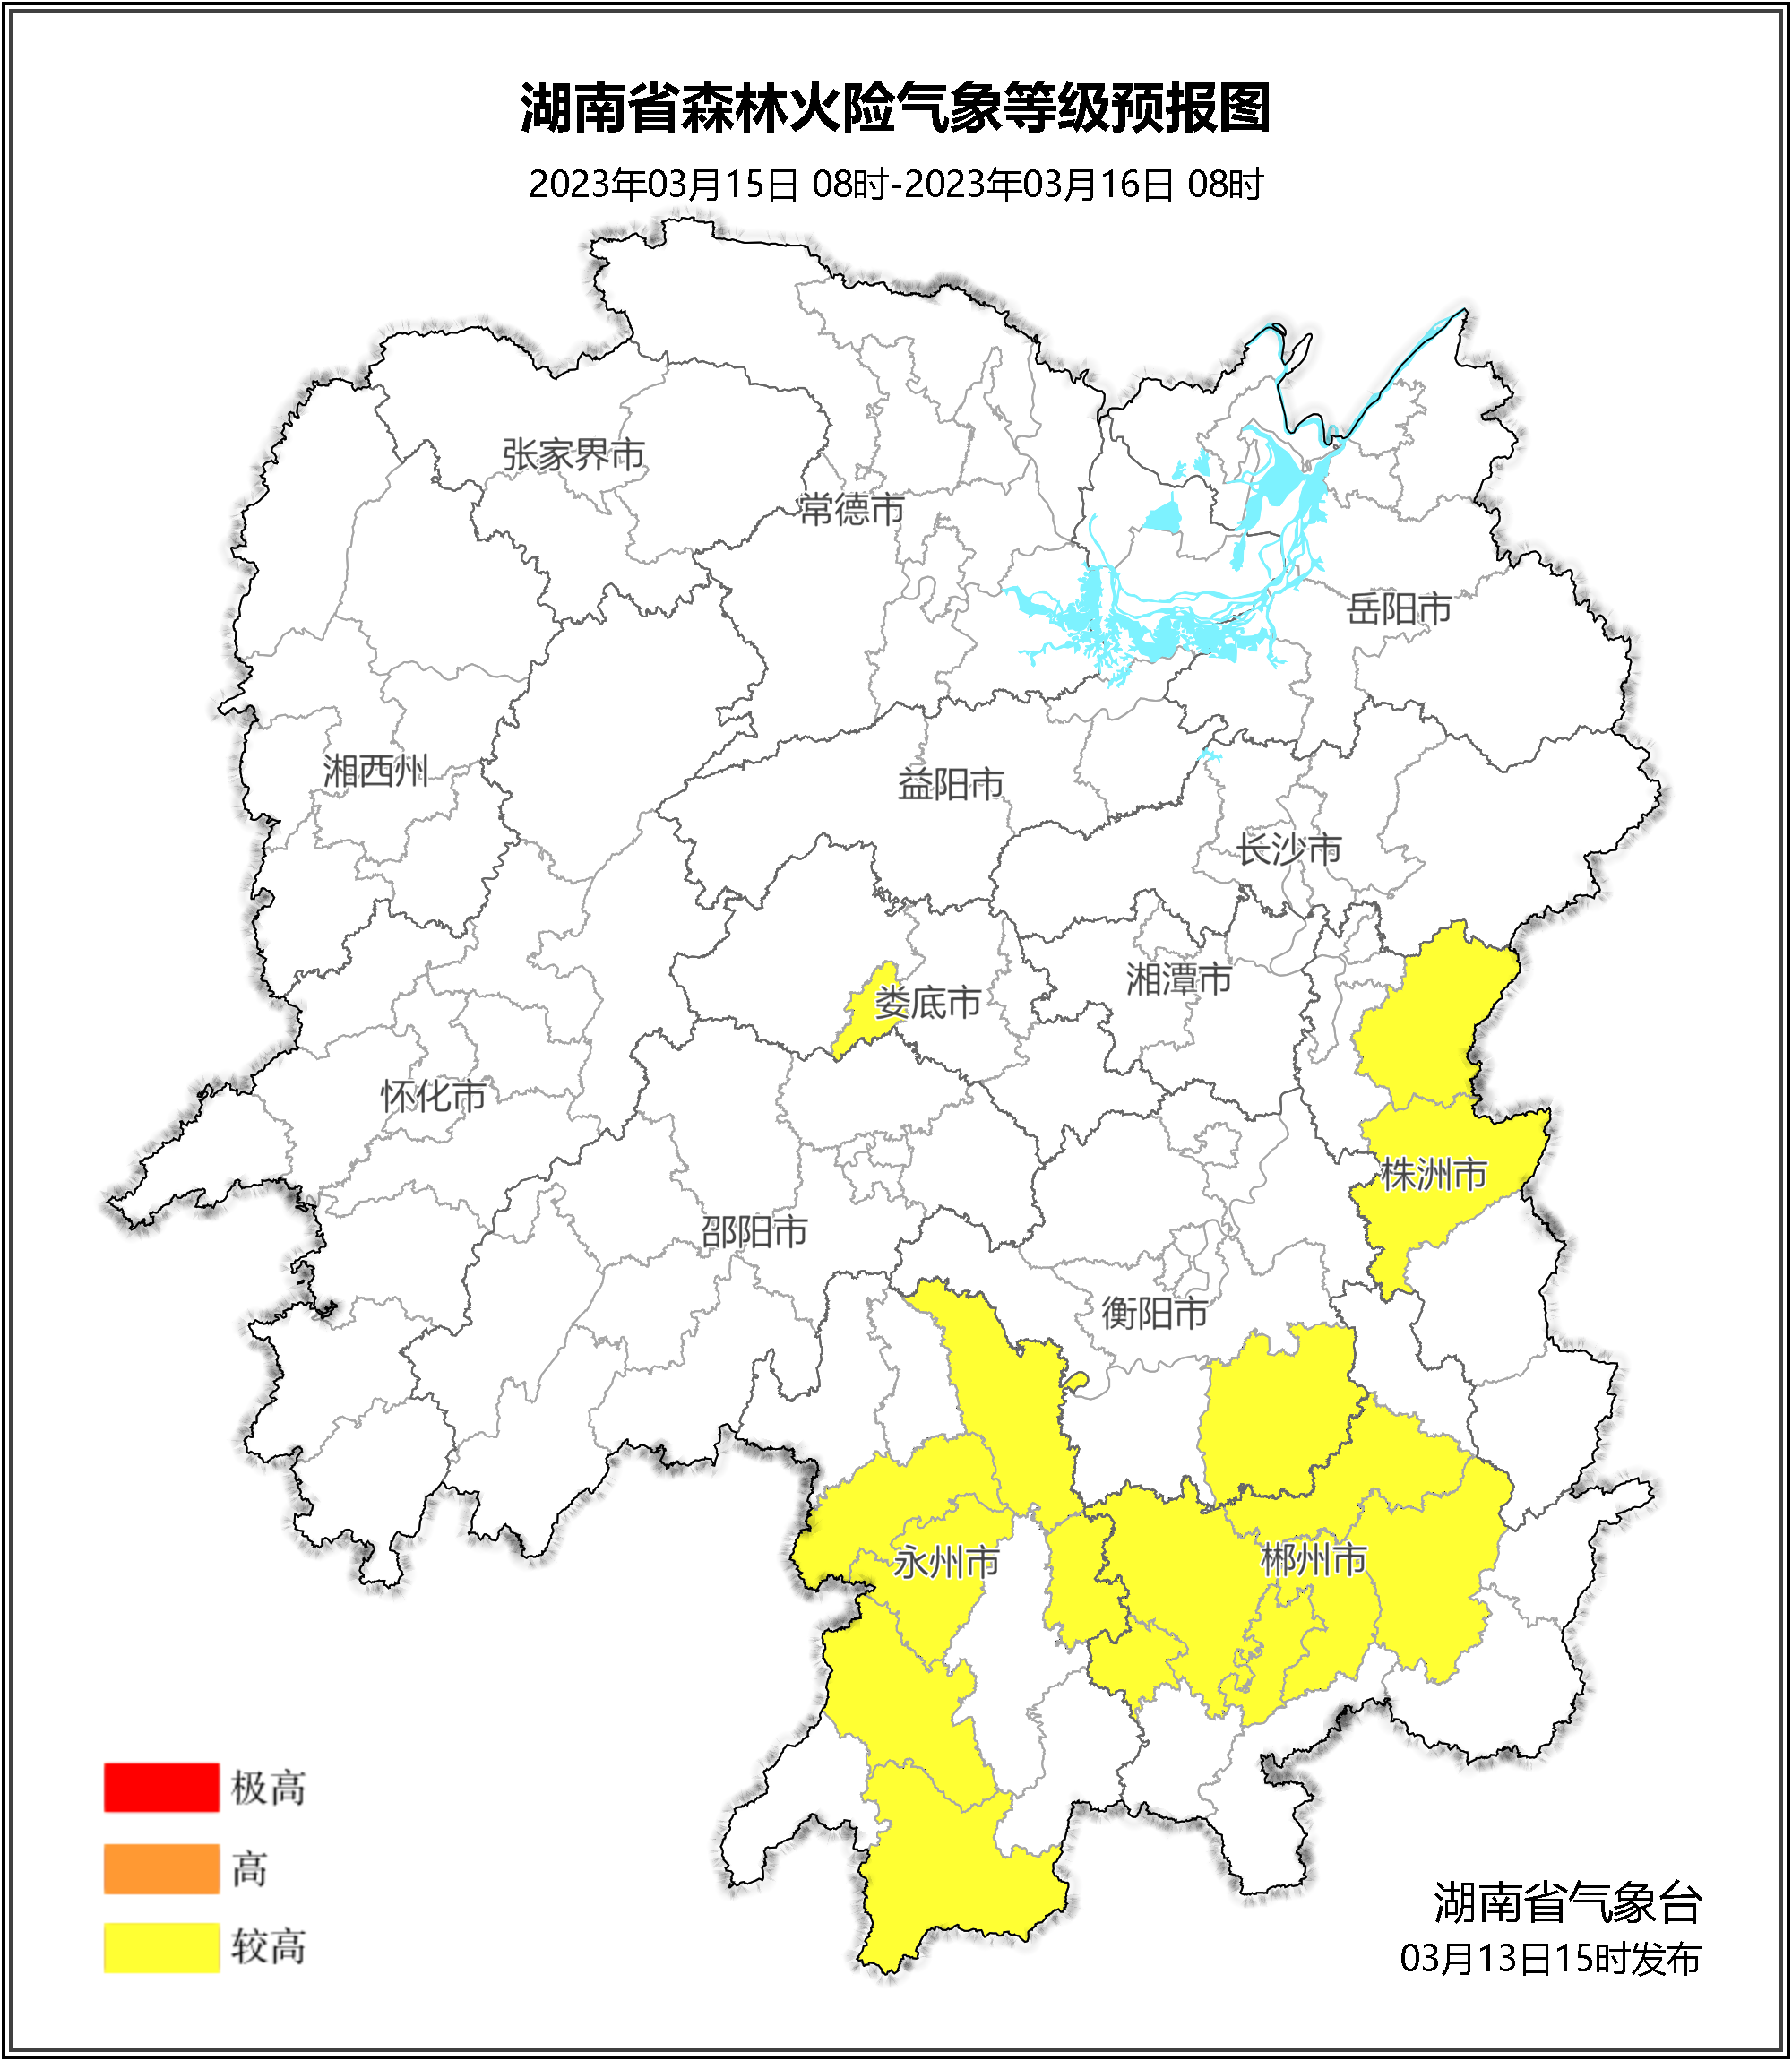 湖南省森林火险气象等级预报图
2023年03月15日 08时-2023年03月16日 08时
张家界市
常德市
岳阳市
湘西州
益阳市
长沙市
湘潭市
娄底市
怀化市
株洲市
邵阳市
衡阳市
永州市
郴州市
极高
高
较高
湖南省气象台
03月13日15时发布